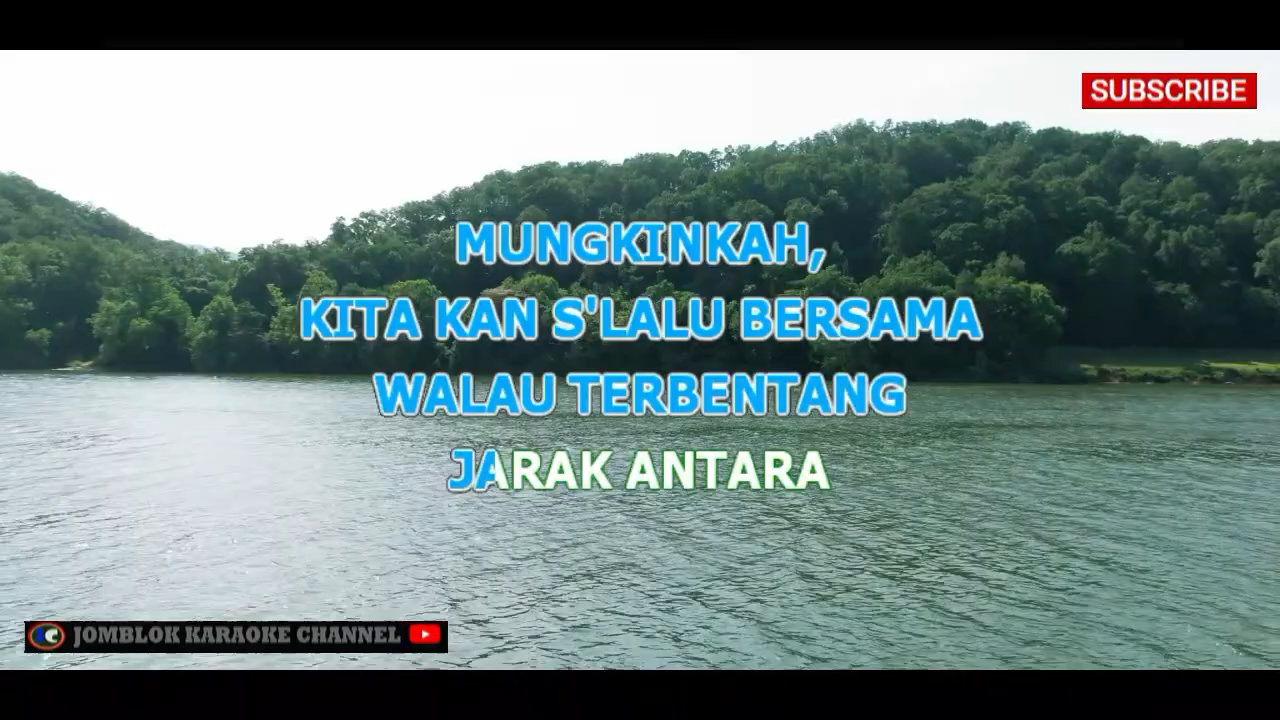 SUBSCRIBE
MUNGKINKAH,
KITA KAN S'LALU BERSAMA
WALAU TERBENTANG
JARAK ANTARA
JOMBLOK KARAOKE CHANNEL